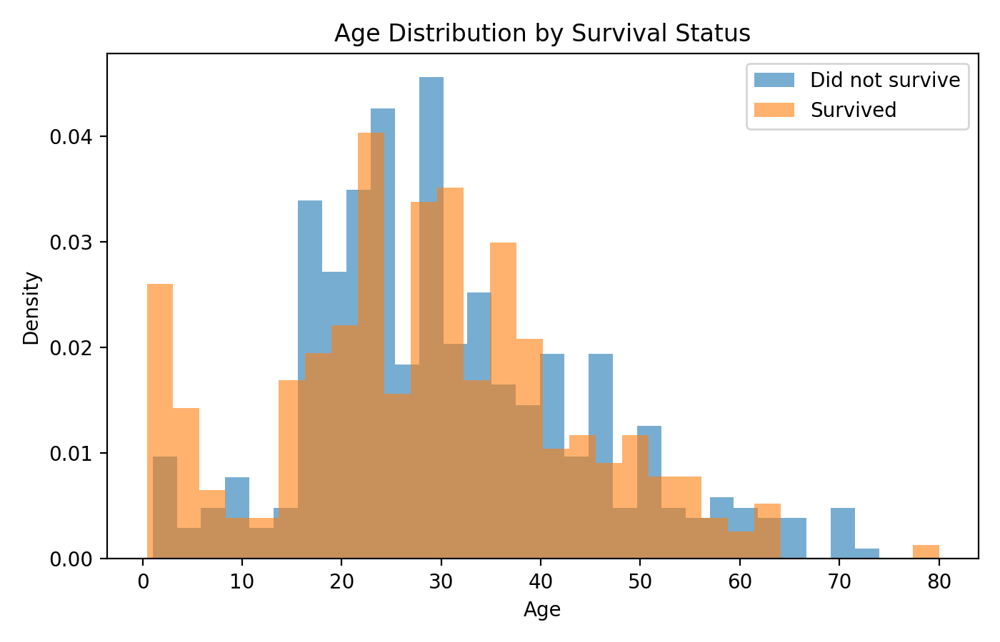 Age Distribution by Survival Status
Did not survive
Survived
Density
0.04
0.03
0.02
0.01
0.00
0 10 20 30 40 50 60 70 80
Age